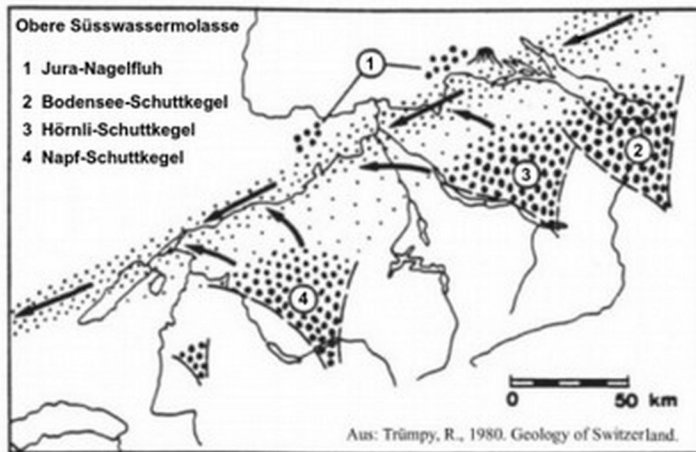 Obere Süsswassermolasse
1 Jura-Nagelfluh
2 Bodensee-Schuttkegel
3 Hörnli-Schuttkegel
4 Napf-Schuttkegel
1
2
3
4
0 50 km
Aus: Trümpy, R., 1980. Geology of Switzerland.